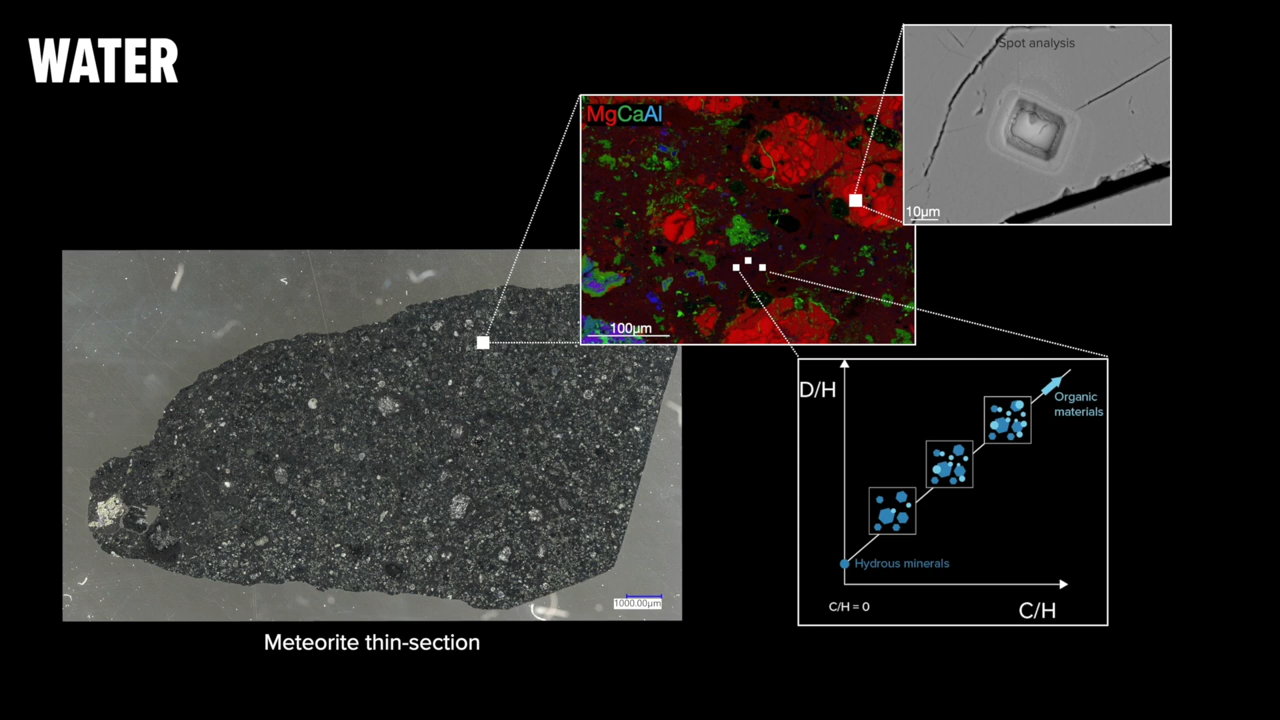 WATER
Spot analysis
MgCaAl
10μm
100μm
D/H
Organic
materials
Hydrous minerals
1000.00μm
C/H = 0
C/H
Meteorite thin-section